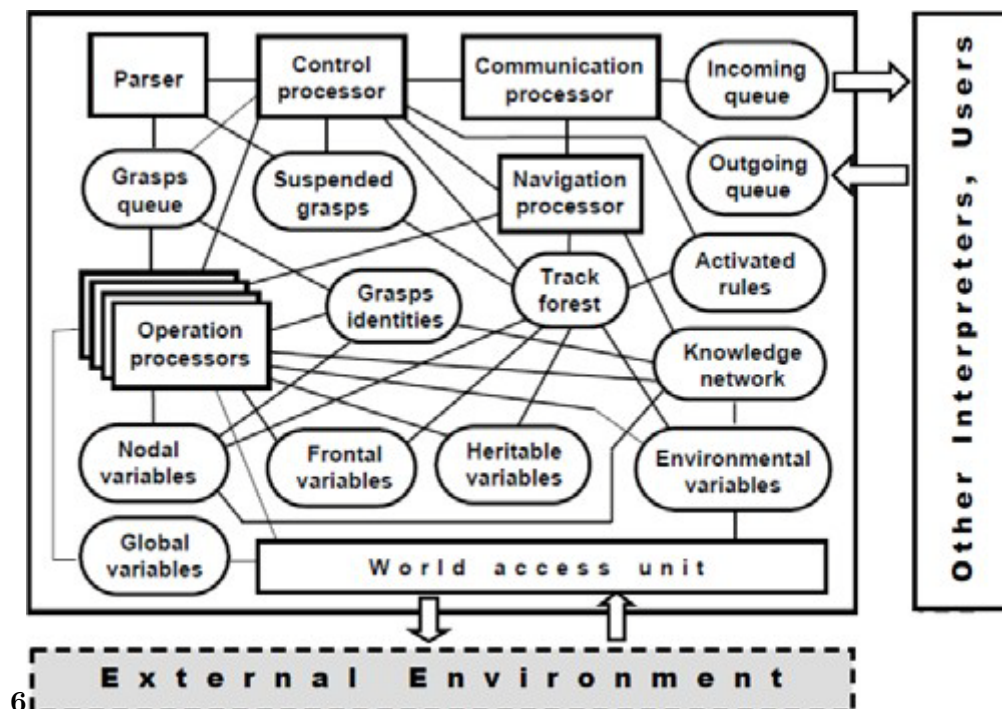 Parser
Control
processor
Communication
processor
Incoming
queue
Grasps
queue
Suspended
grasps
Navigation
processor
Outgoing
queue
Operation
processors
Grasps
identities
Track
forest
Activated
rules
Knowledge
network
Nodal
variables
Frontal
variables
Heritable
variables
Environmental
variables
Global
variables
World access unit
External Environment
Other Interpreters, Users
6